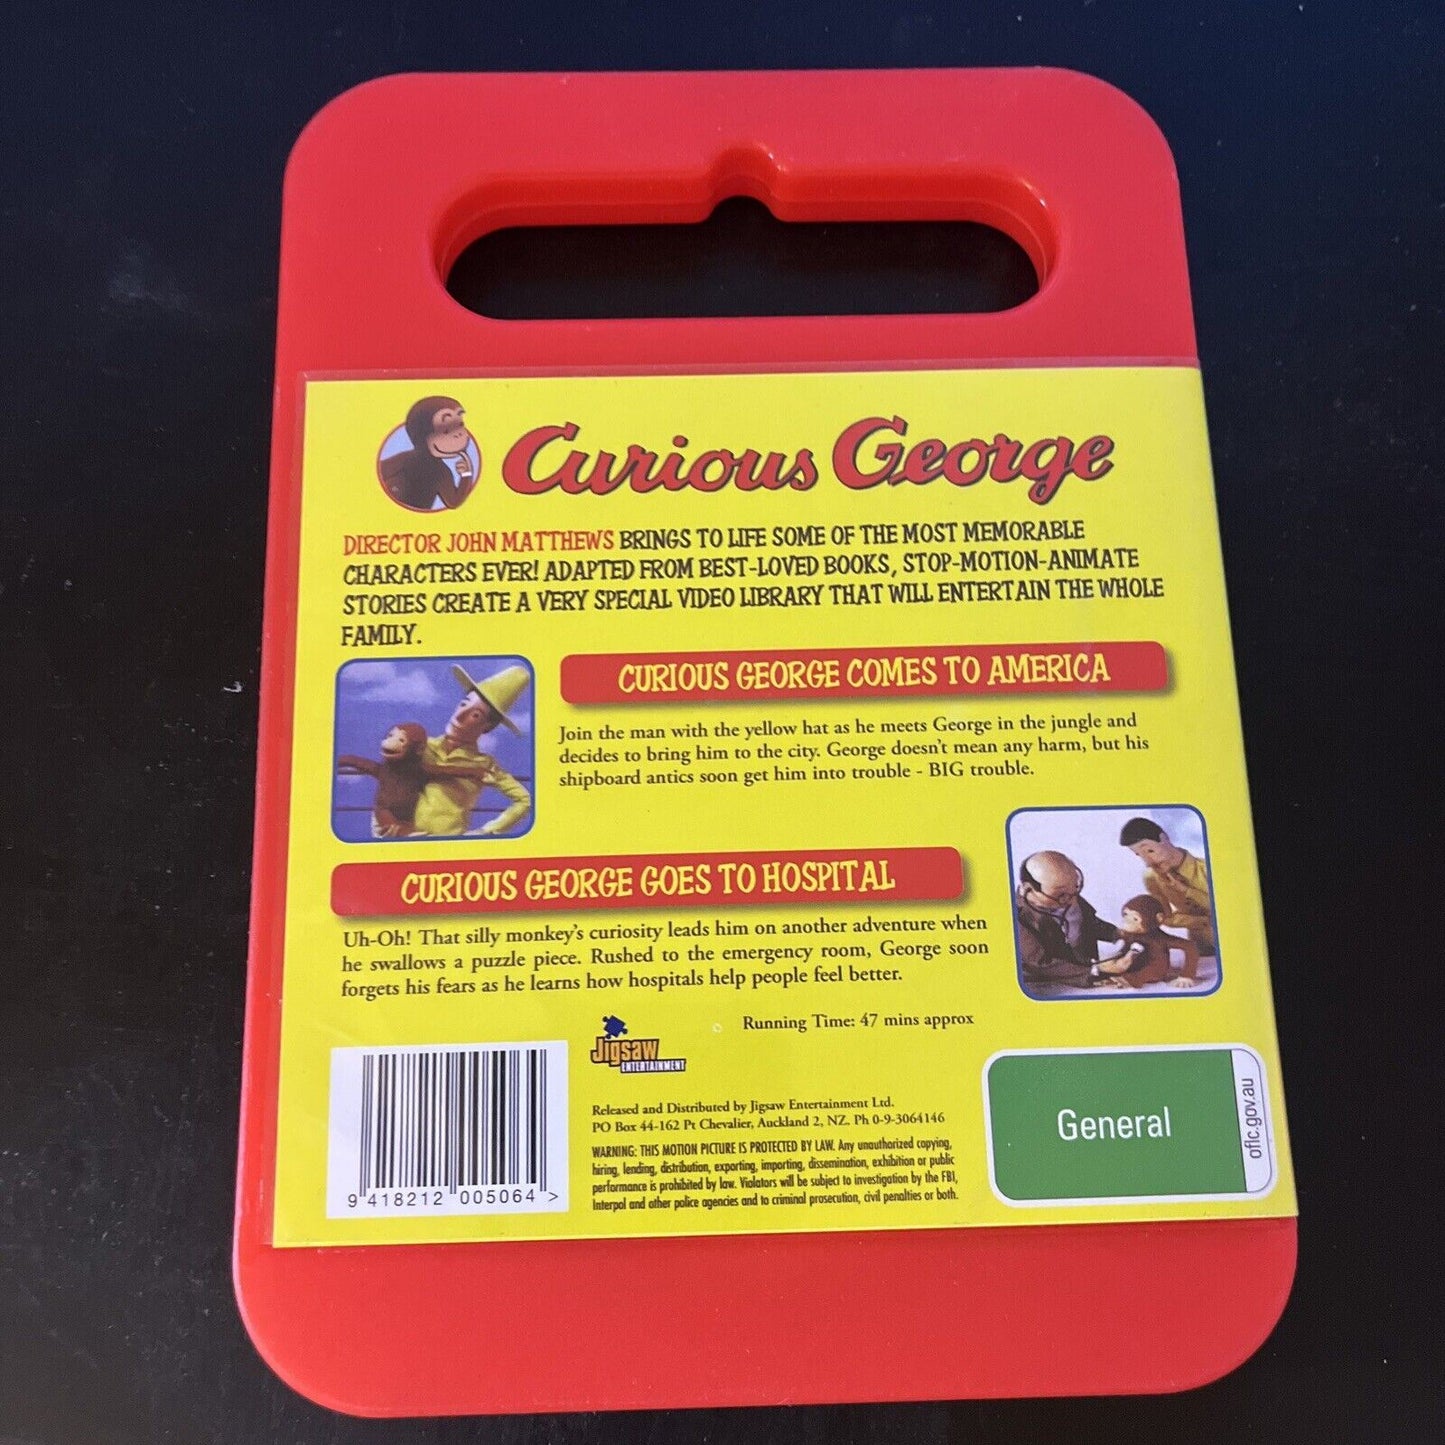 Curious George
DIRECTOR JOHN MATTHEWS BRINGS TO LIFE SOME OF THE MOST MEMORABLE
CHARACTERS EVER! ADAPTED FROM BEST-LOVED BOOKS, STOP-MOTION-ANIMATE
STORIES CREATE A VERY SPECIAL VIDEO LIBRARY THAT WILL ENTERTAIN THE WHOLE
FAMILY.
CURIOUS GEORGE COMES TO AMERICA
Join the man with the yellow hat as he meets George in the jungle and
decides to bring him to the city. George doesn't mean any harm, but his
shipboard antics soon get him into trouble - BIG trouble.
CURIOUS GEORGE GOES TO HOSPITAL
Uh-Oh! That silly monkey's curiosity leads him on another adventure when
he swallows a puzzle piece. Rushed to the emergency room, George soon
forgets his fears as he learns how hospitals help people feel better.
Running Time: 47 mins approx
Jigsaw
ENTERTAINMENT
Released and Distributed by Jigsaw Entertainment Ltd.
PO Box 44-162 Pt Chevalier, Auckland 2, NZ. Ph 0-9-3064146
WARNING: THIS MOTION PICTURE IS PROTECTED BY LAW. Any unauthorized copying,
hiring, lending, distribution, exporting, importing, dissemination, exhibition or public
performance is prohibited by law. Violators will be subject to investigation by the FBI,
Interpol and other police agencies and to criminal prosecution, civil penalties or both.
9 418212 005064 >
General
oflc.gov.au